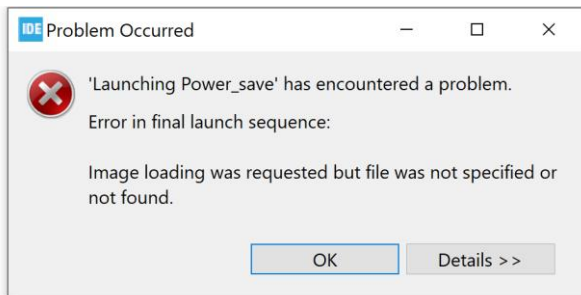 IDE Problem Occurred
'Launching Power_save' has encountered a problem.
Error in final launch sequence:
Image loading was requested but file was not specified or
not found.
OK Details >>